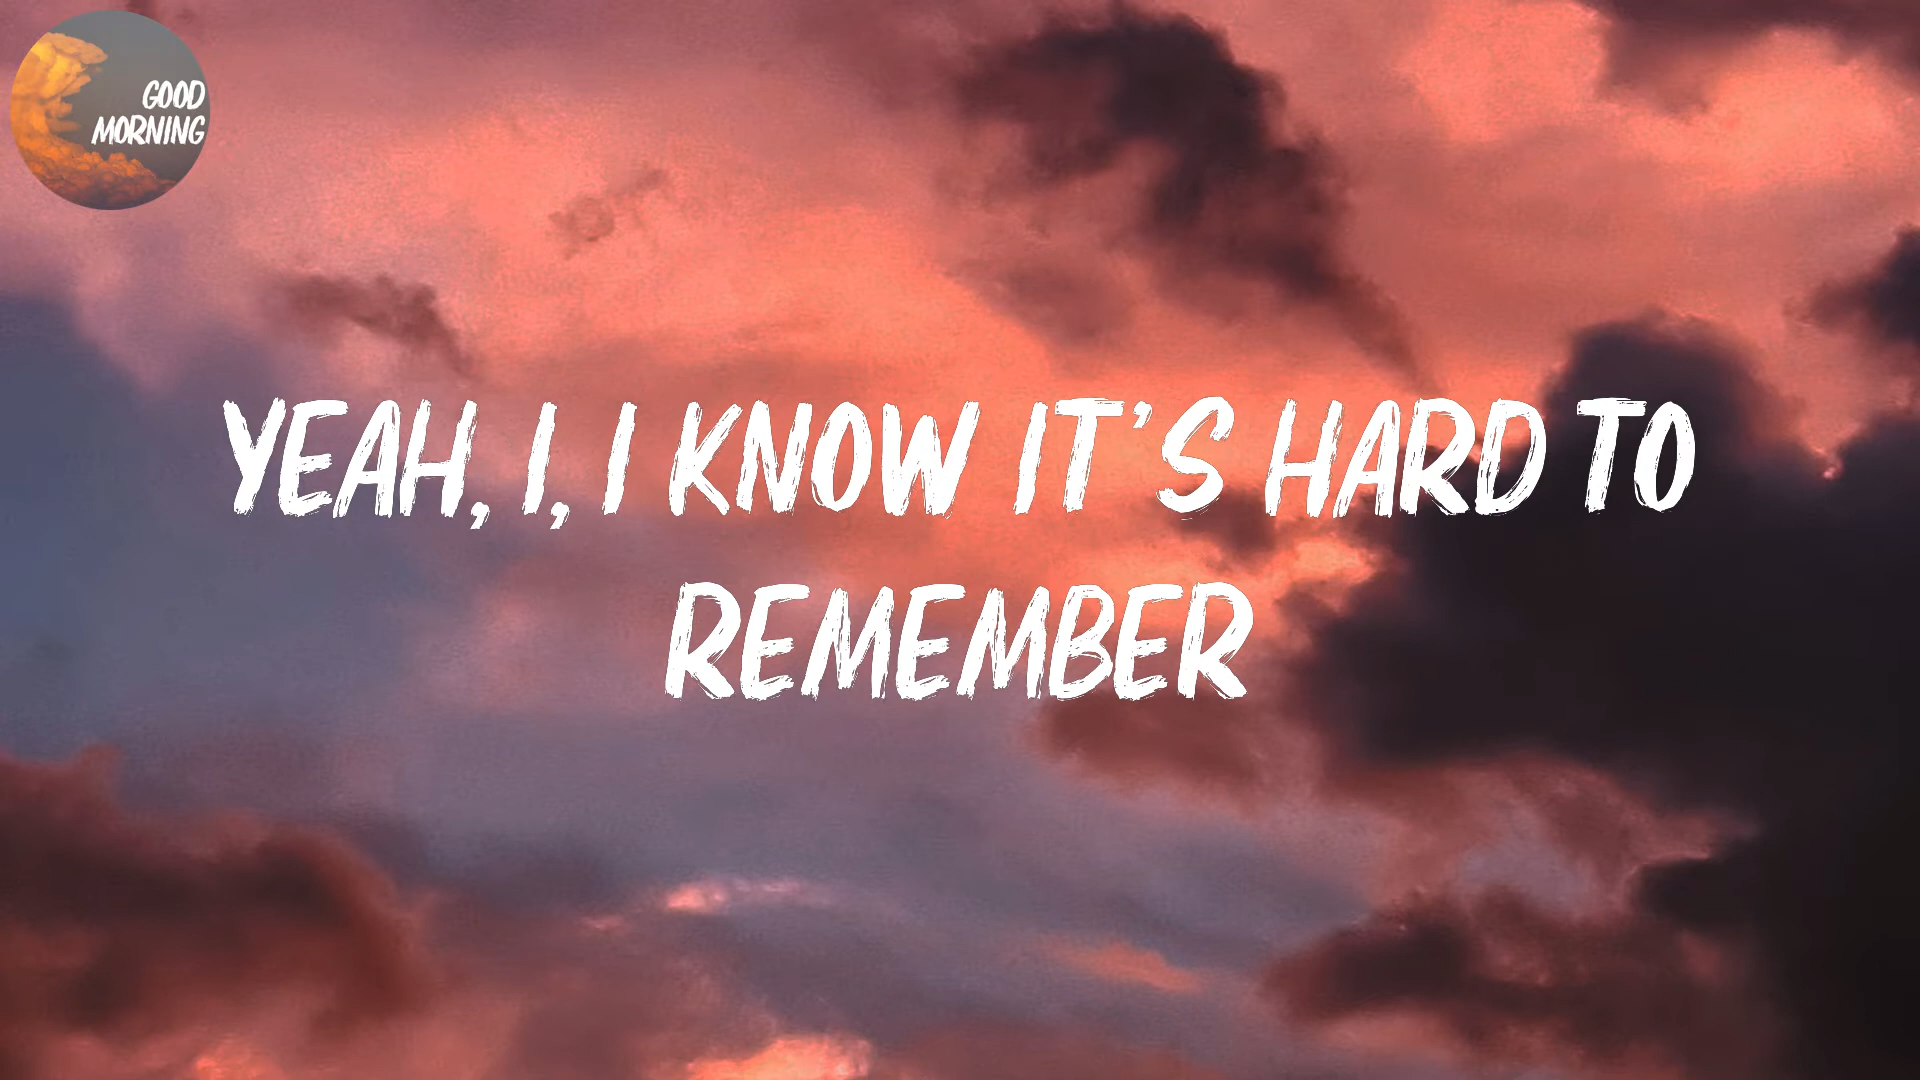 GOOD
MORNING
YEAH, I, I KNOW IT'S HARD TO
REMEMBER